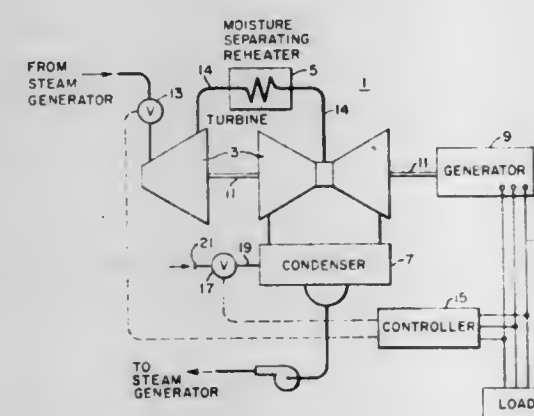 MOISTURE
SEPARATING
REHEATER
14
5
1
FROM
STEAM
GENERATOR
13
V
14
TURBINE
3
9
11
11
GENERATOR
21
V
19
17
CONDENSER
7
15
CONTROLLER
TO
STEAM
GENERATOR
LOAD